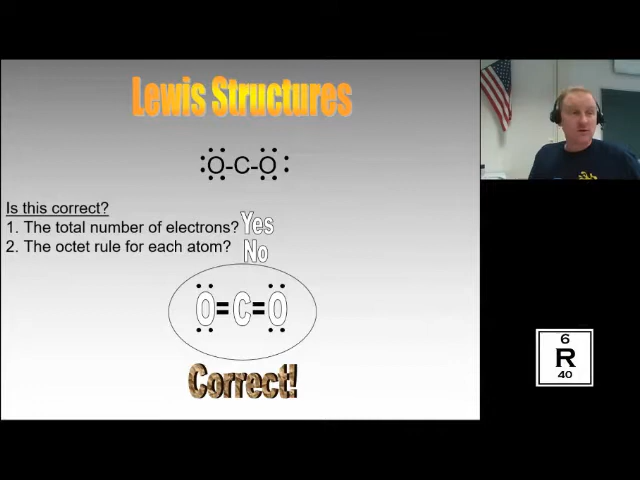 Lewis Structures
:O-C-O:
Is this correct?
1. The total number of electrons? Yes
2. The octet rule for each atom? No
O=C=O
Correct!
6
R
40